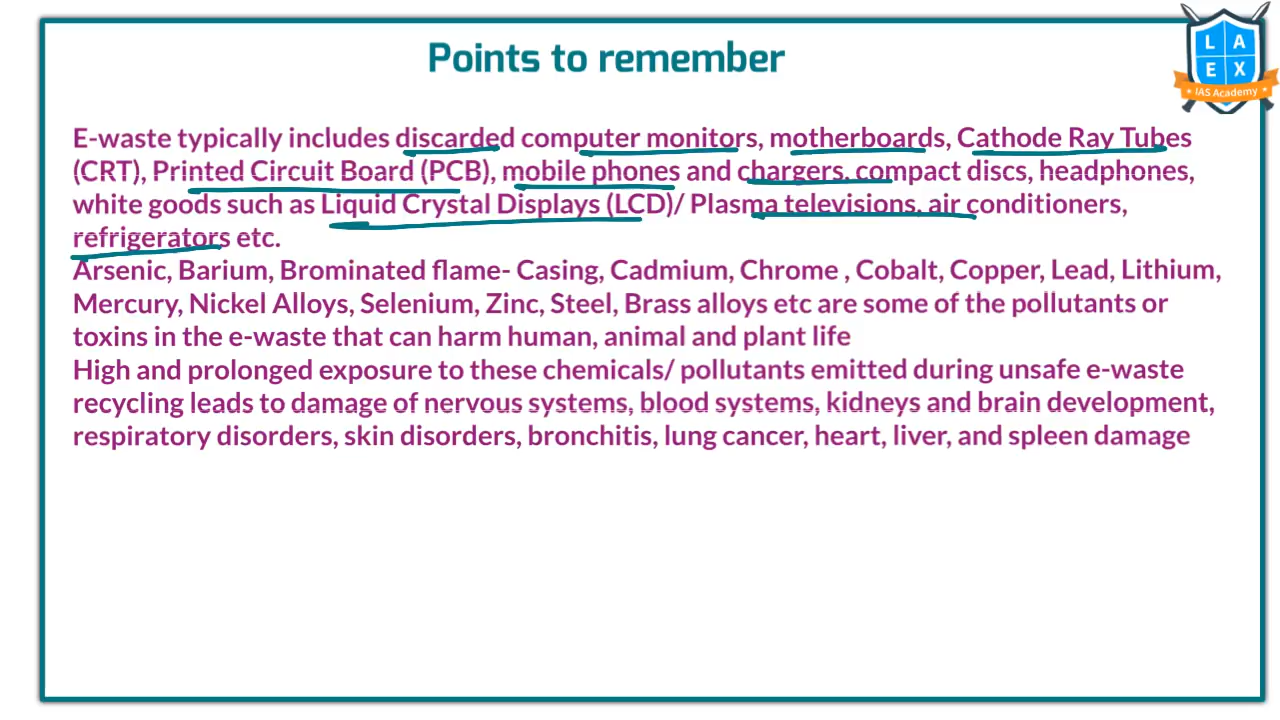 Points to remember
L A
E X
IAS Academy
E-waste typically includes discarded computer monitors, motherboards, Cathode Ray Tubes
(CRT), Printed Circuit Board (PCB), mobile phones and chargers, compact discs, headphones,
white goods such as Liquid Crystal Displays (LCD)/ Plasma televisions, air conditioners,
refrigerators etc.
Arsenic, Barium, Brominated flame- Casing, Cadmium, Chrome , Cobalt, Copper, Lead, Lithium,
Mercury, Nickel Alloys, Selenium, Zinc, Steel, Brass alloys etc are some of the pollutants or
toxins in the e-waste that can harm human, animal and plant life
High and prolonged exposure to these chemicals/ pollutants emitted during unsafe e-waste
recycling leads to damage of nervous systems, blood systems, kidneys and brain development,
respiratory disorders, skin disorders, bronchitis, lung cancer, heart, liver, and spleen damage